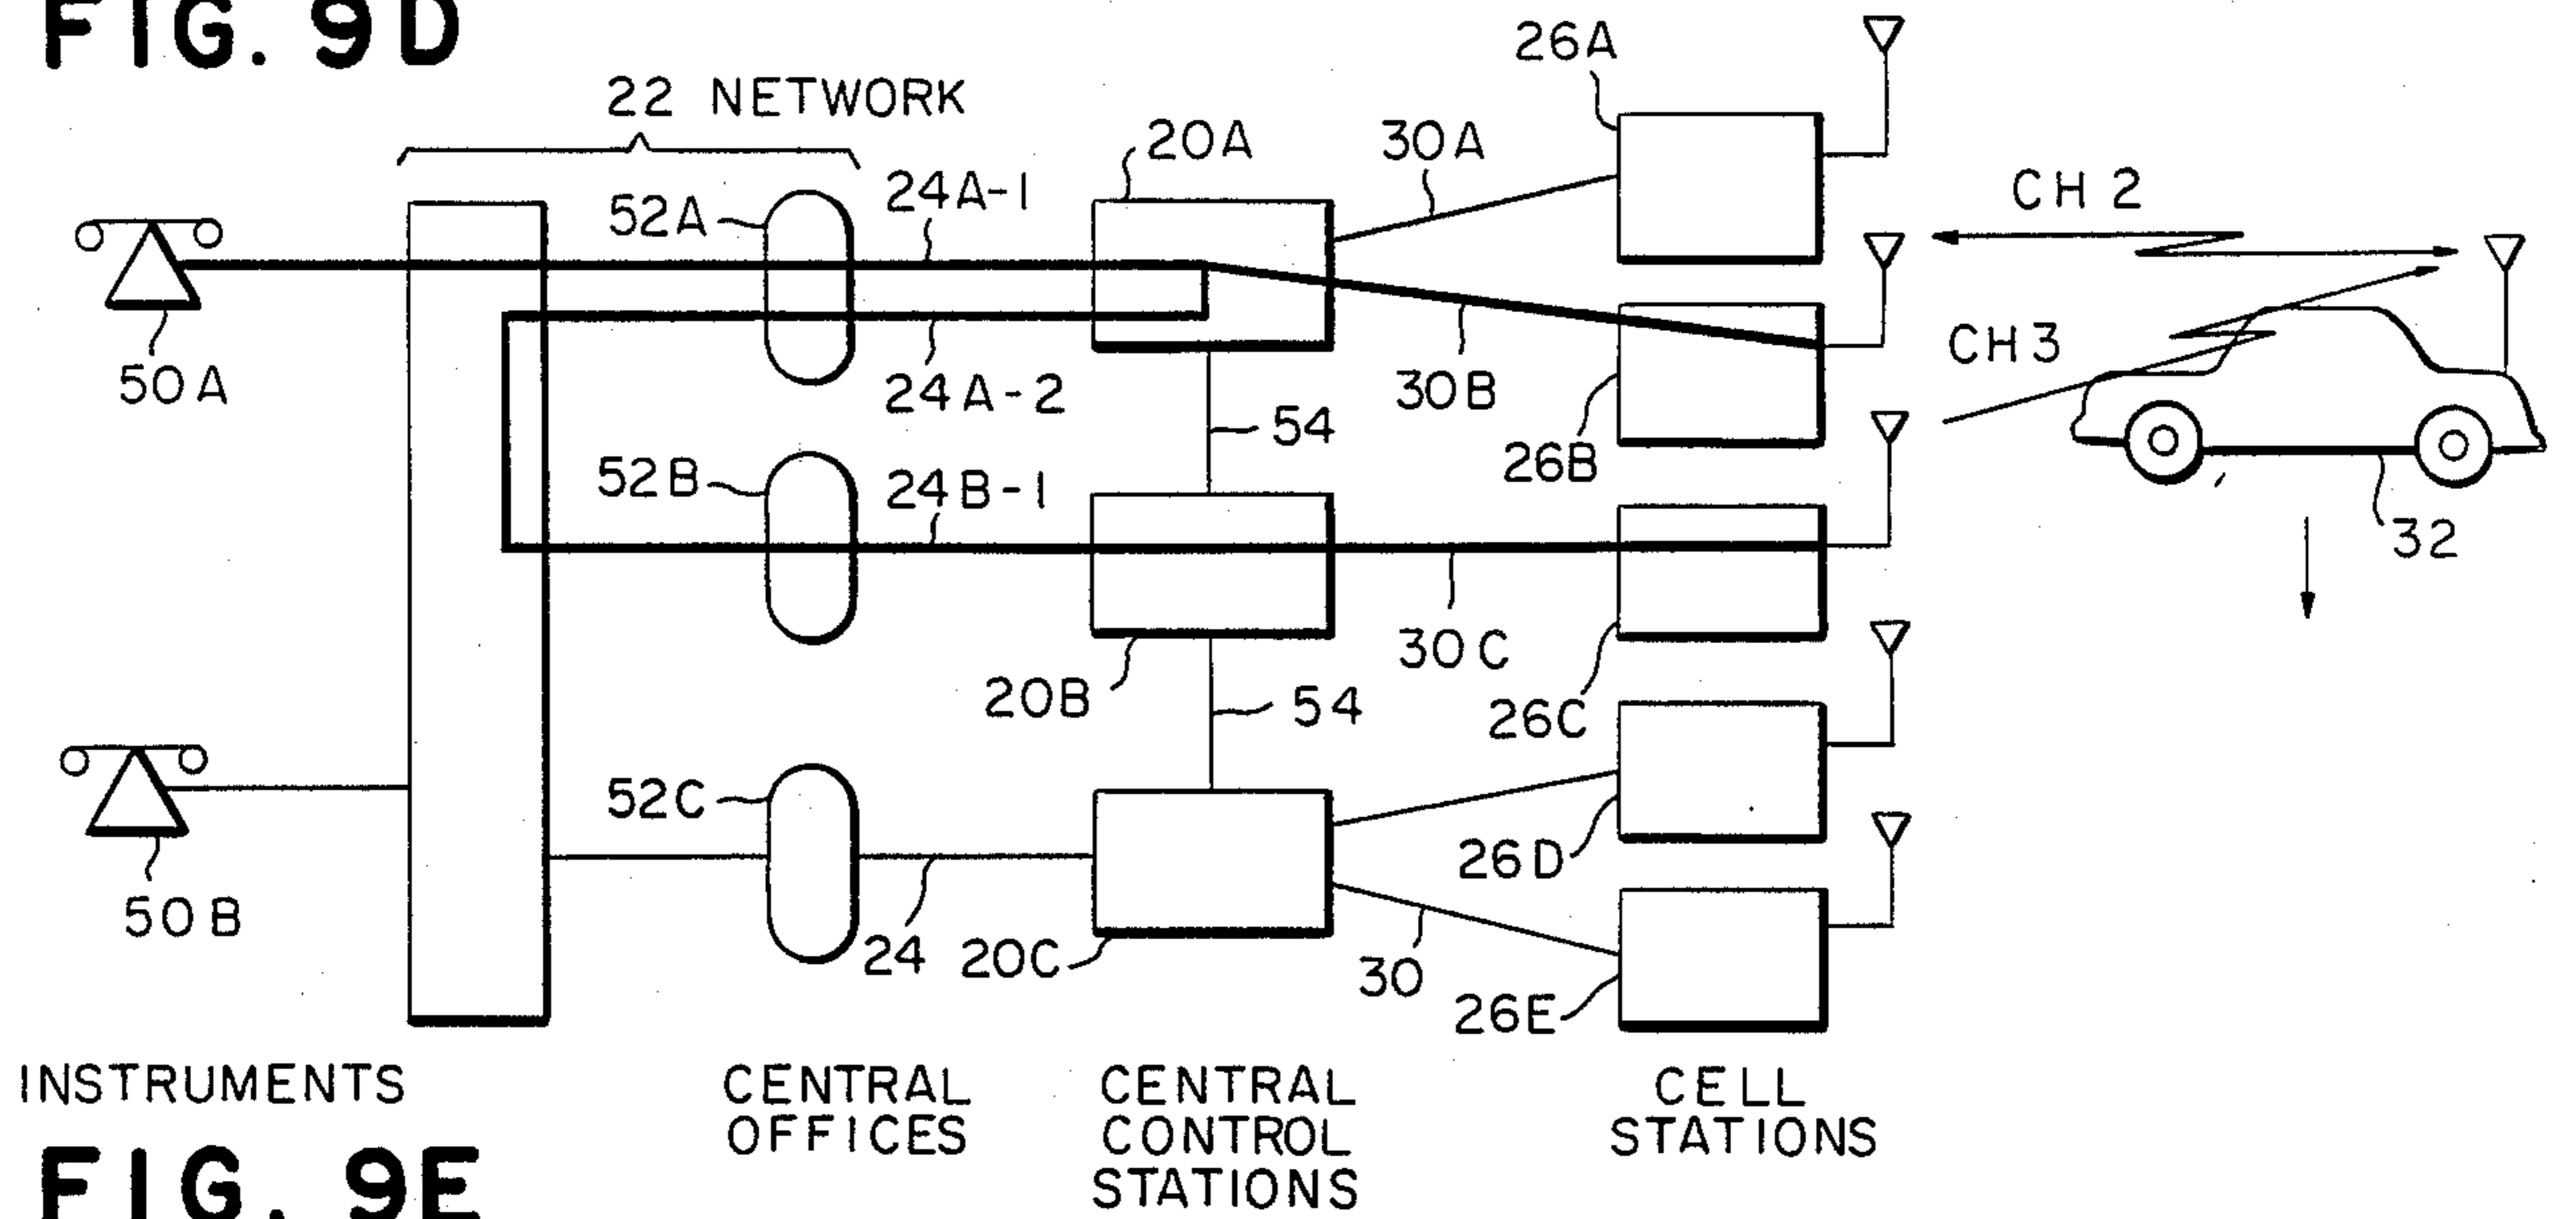 FIG. 9D
22 NETWORK
26A
20A
30A
24A-1
52A
CH 2
50A
24A-2
30B
CH3
54
26B
52B
24B-1
32
30C
20B
54
26C
52C
26D
50B
24
20C
30
26E
INSTRUMENTS
CENTRAL
OFFICES
CENTRAL
CONTROL
STATIONS
CELL
STATIONS
FIG. 9E